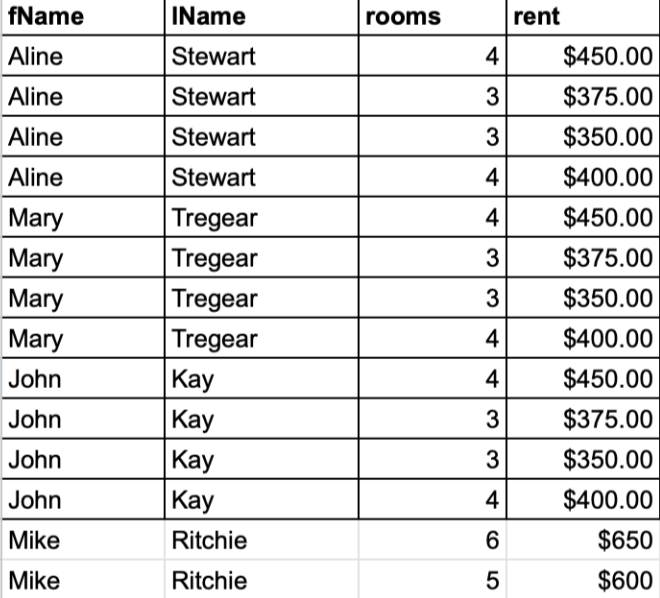 fName lName rooms rent
Aline Stewart 4 $450.00
Aline Stewart 3 $375.00
Aline Stewart 3 $350.00
Aline Stewart 4 $400.00
Mary Tregear 4 $450.00
Mary Tregear 3 $375.00
Mary Tregear 3 $350.00
Mary Tregear 4 $400.00
John Kay 4 $450.00
John Kay 3 $375.00
John Kay 3 $350.00
John Kay 4 $400.00
Mike Ritchie 6 $650
Mike Ritchie 5 $600